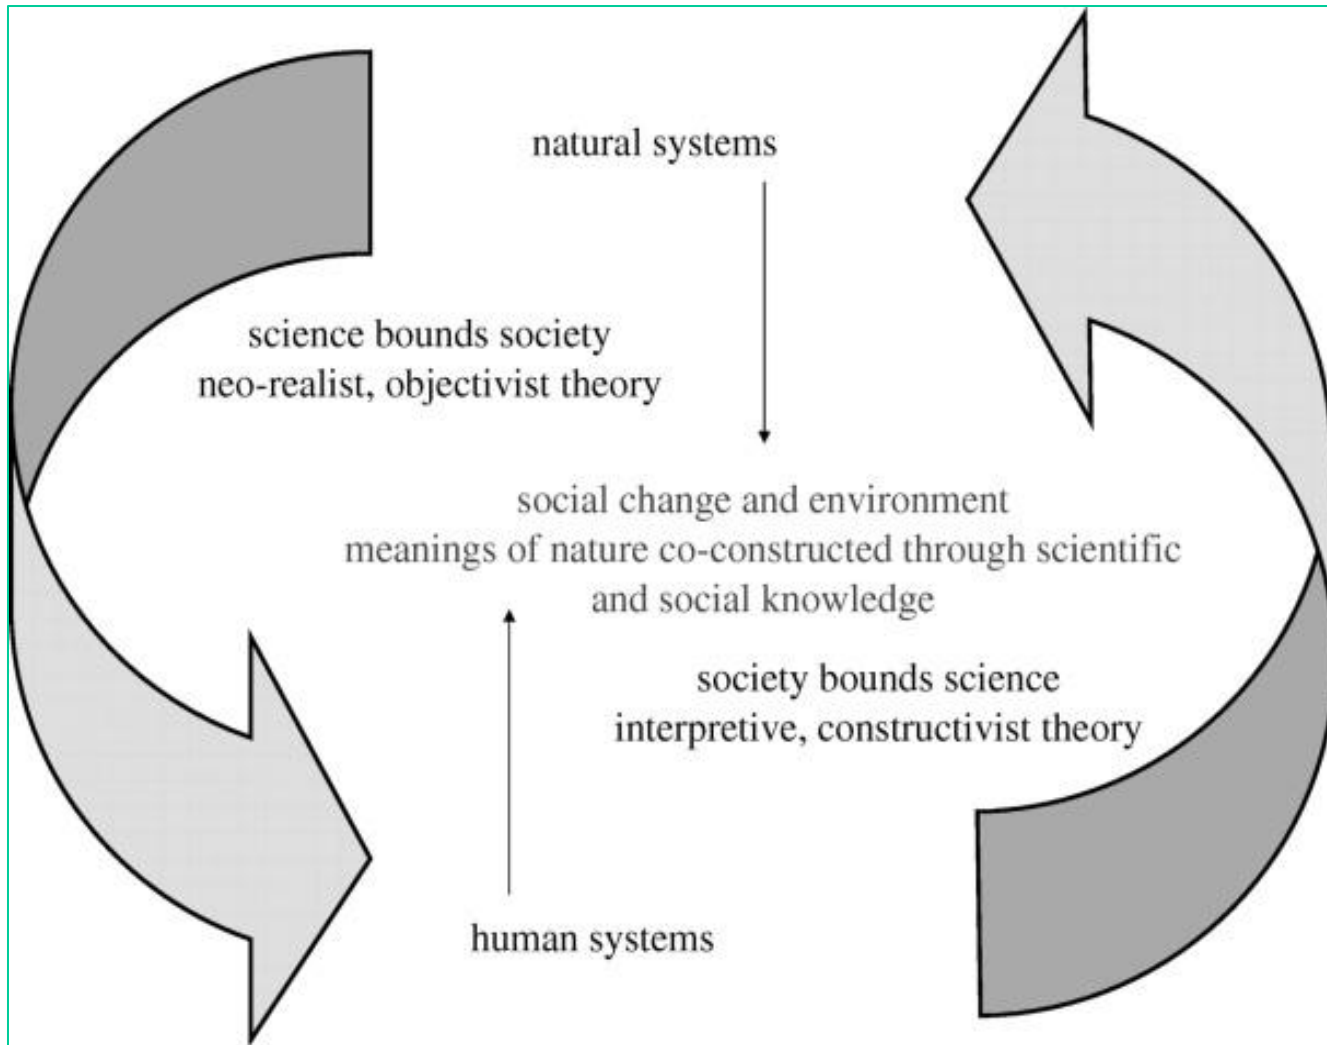 natural systems
science bounds society
neo-realist, objectivist theory
social change and environment
meanings of nature co-constructed through scientific
and social knowledge
society bounds science
interpretive, constructivist theory
human systems